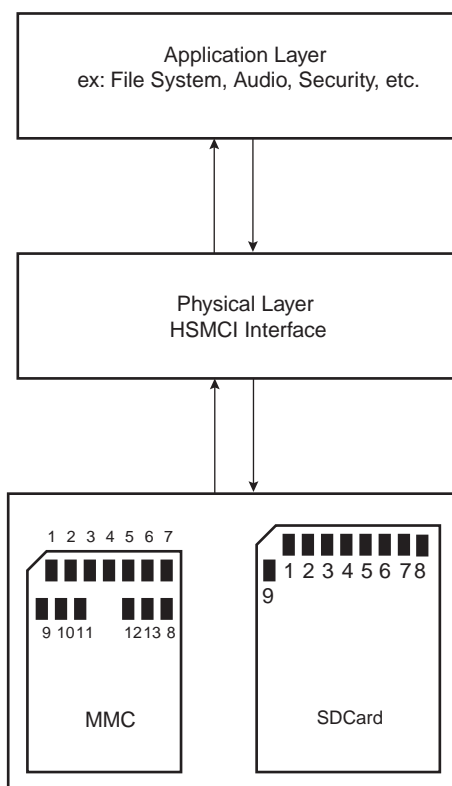 Application Layer
ex: File System, Audio, Security, etc.
Physical Layer
HSMCI Interface
1 2 3 4 5 6 7
9 10 11 12 13 8
MMC
1 2 3 4 5 6 7 8
9
SDCard